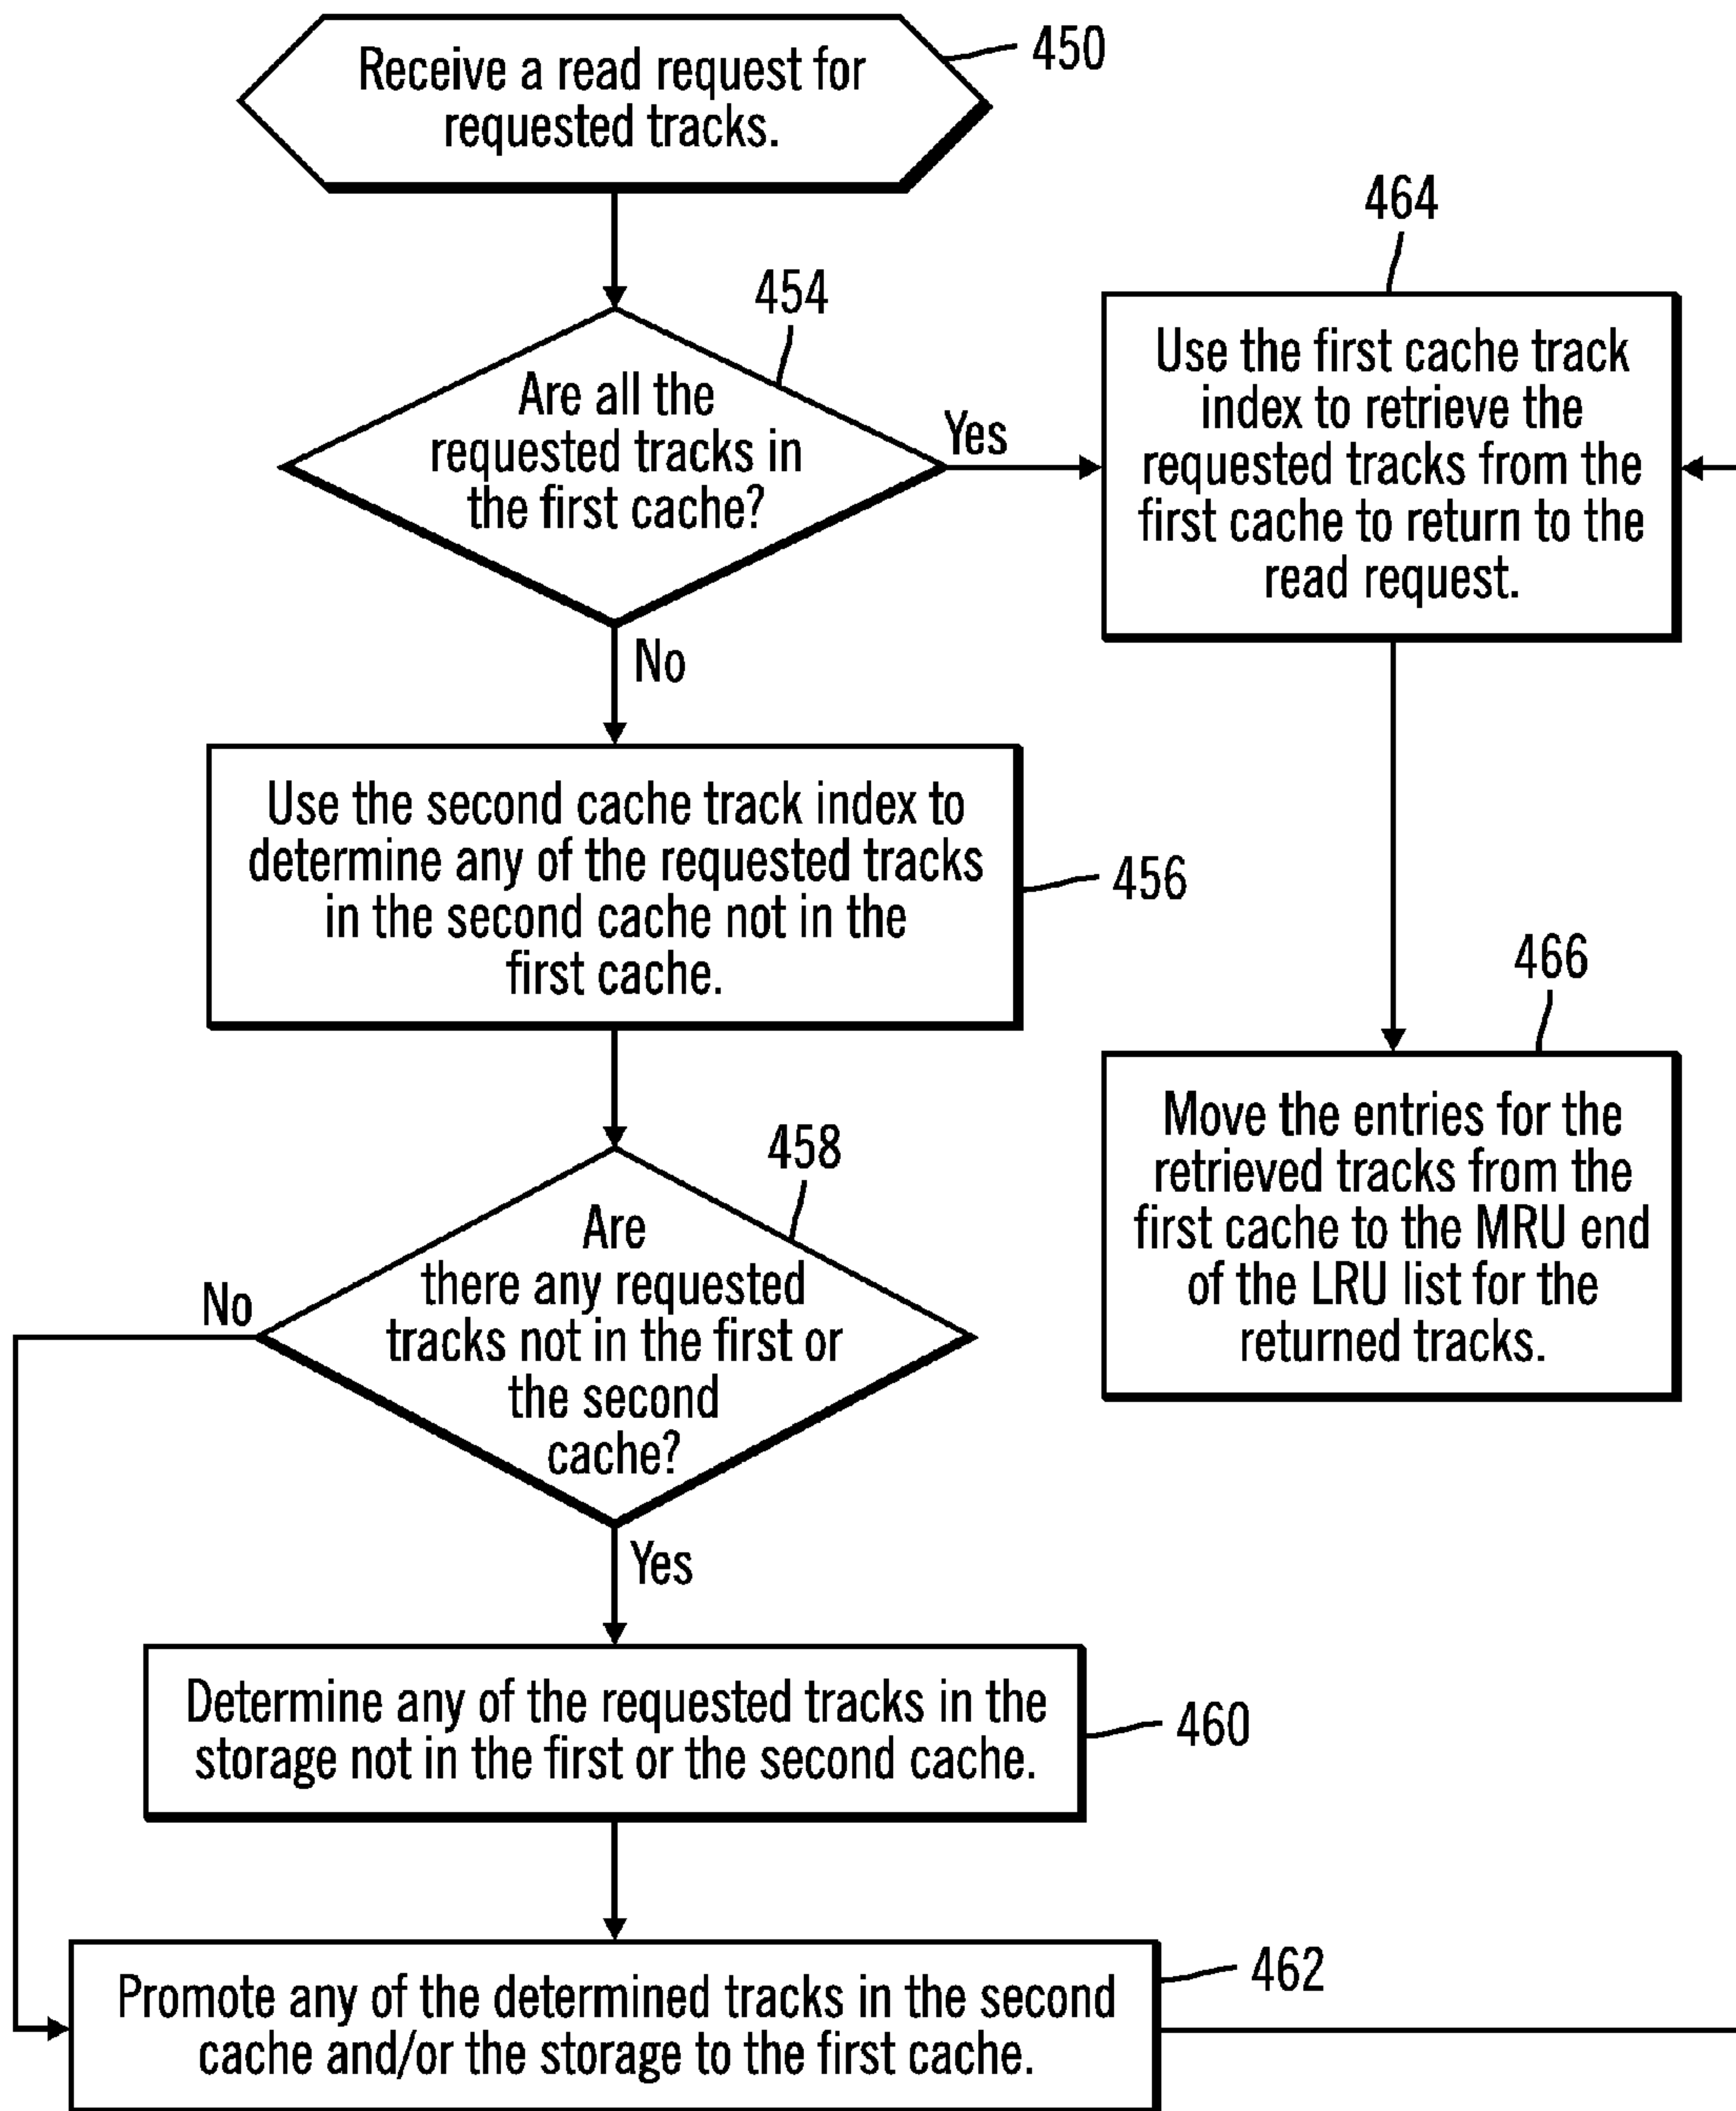 Receive a read request for
requested tracks.
450
454
Are all the
requested tracks in
the first cache?
Yes
No
464
Use the first cache track
index to retrieve the
requested tracks from the
first cache to return to the
read request.
Use the second cache track index to
determine any of the requested tracks
in the second cache not in the
first cache.
456
466
Move the entries for the
retrieved tracks from the
first cache to the MRU end
of the LRU list for the
returned tracks.
458
Are
there any requested
tracks not in the first or
the second
cache?
No
Yes
Determine any of the requested tracks in the
storage not in the first or the second cache.
460
Promote any of the determined tracks in the second
cache and/or the storage to the first cache.
462